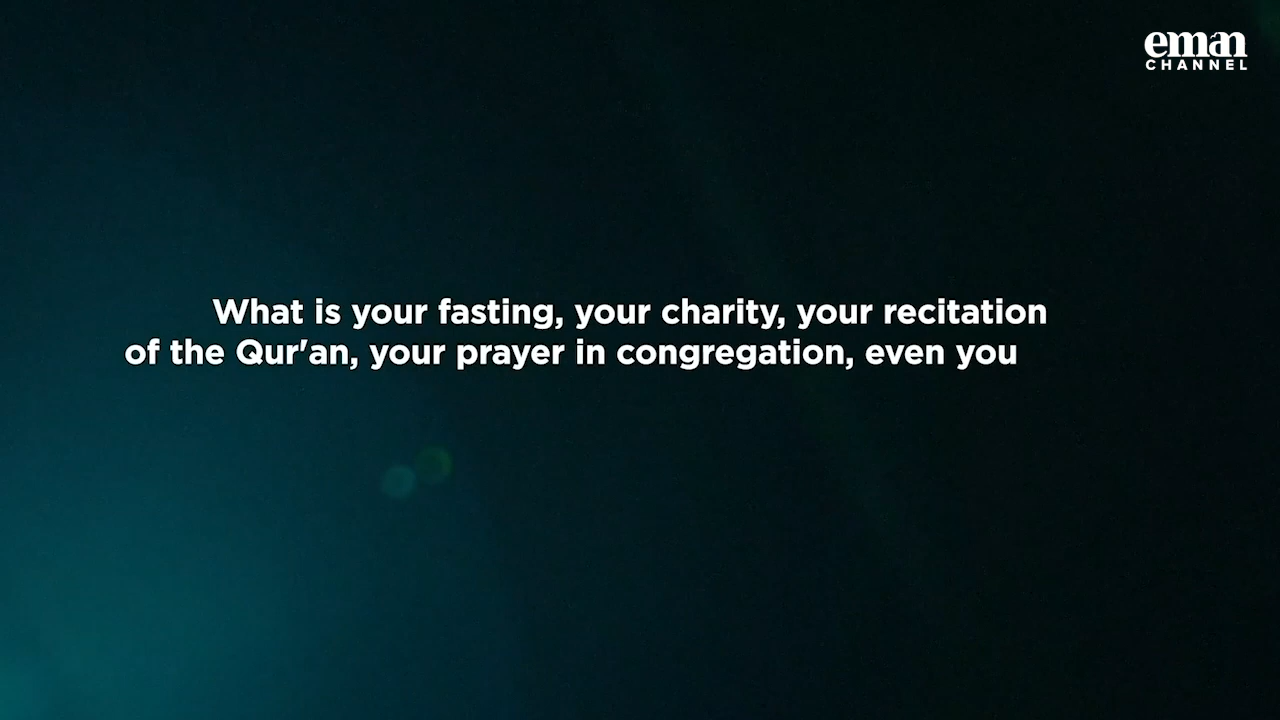 eman
CHANNEL
What is your fasting, your charity, your recitation
of the Qur'an, your prayer in congregation, even you